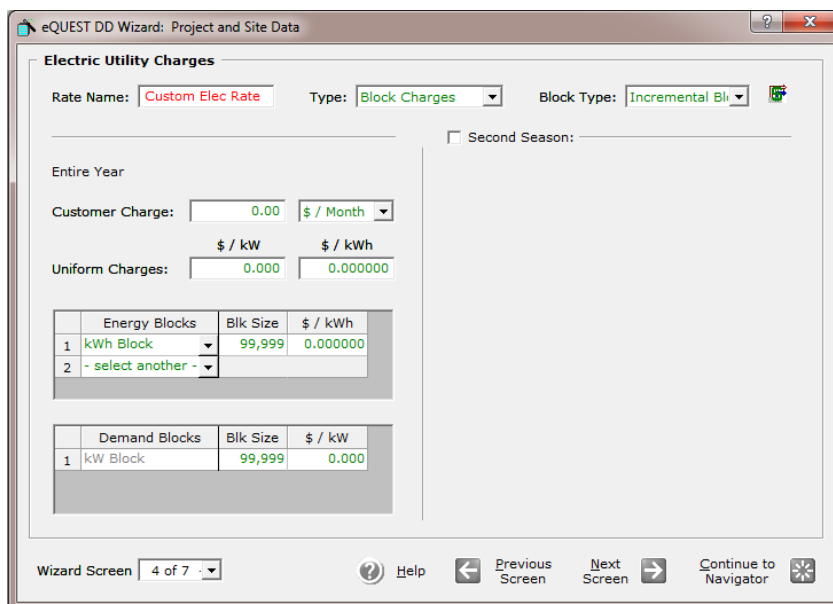 eQUEST DD Wizard: Project and Site Data
Electric Utility Charges
Rate Name: Custom Elec Rate Type: Block Charges Block Type: Incremental Bl
Second Season:
Entire Year
Customer Charge: 0.00 $ / Month
$ / kW $ / kWh
Uniform Charges: 0.000 0.000000
Energy Blocks Blk Size $ / kWh
1 kWh Block 99,999 0.000000
2 - select another -
Demand Blocks Blk Size $ / kW
1 kW Block 99,999 0.000
Wizard Screen 4 of 7 Help Previous Screen Next Screen Continue to Navigator